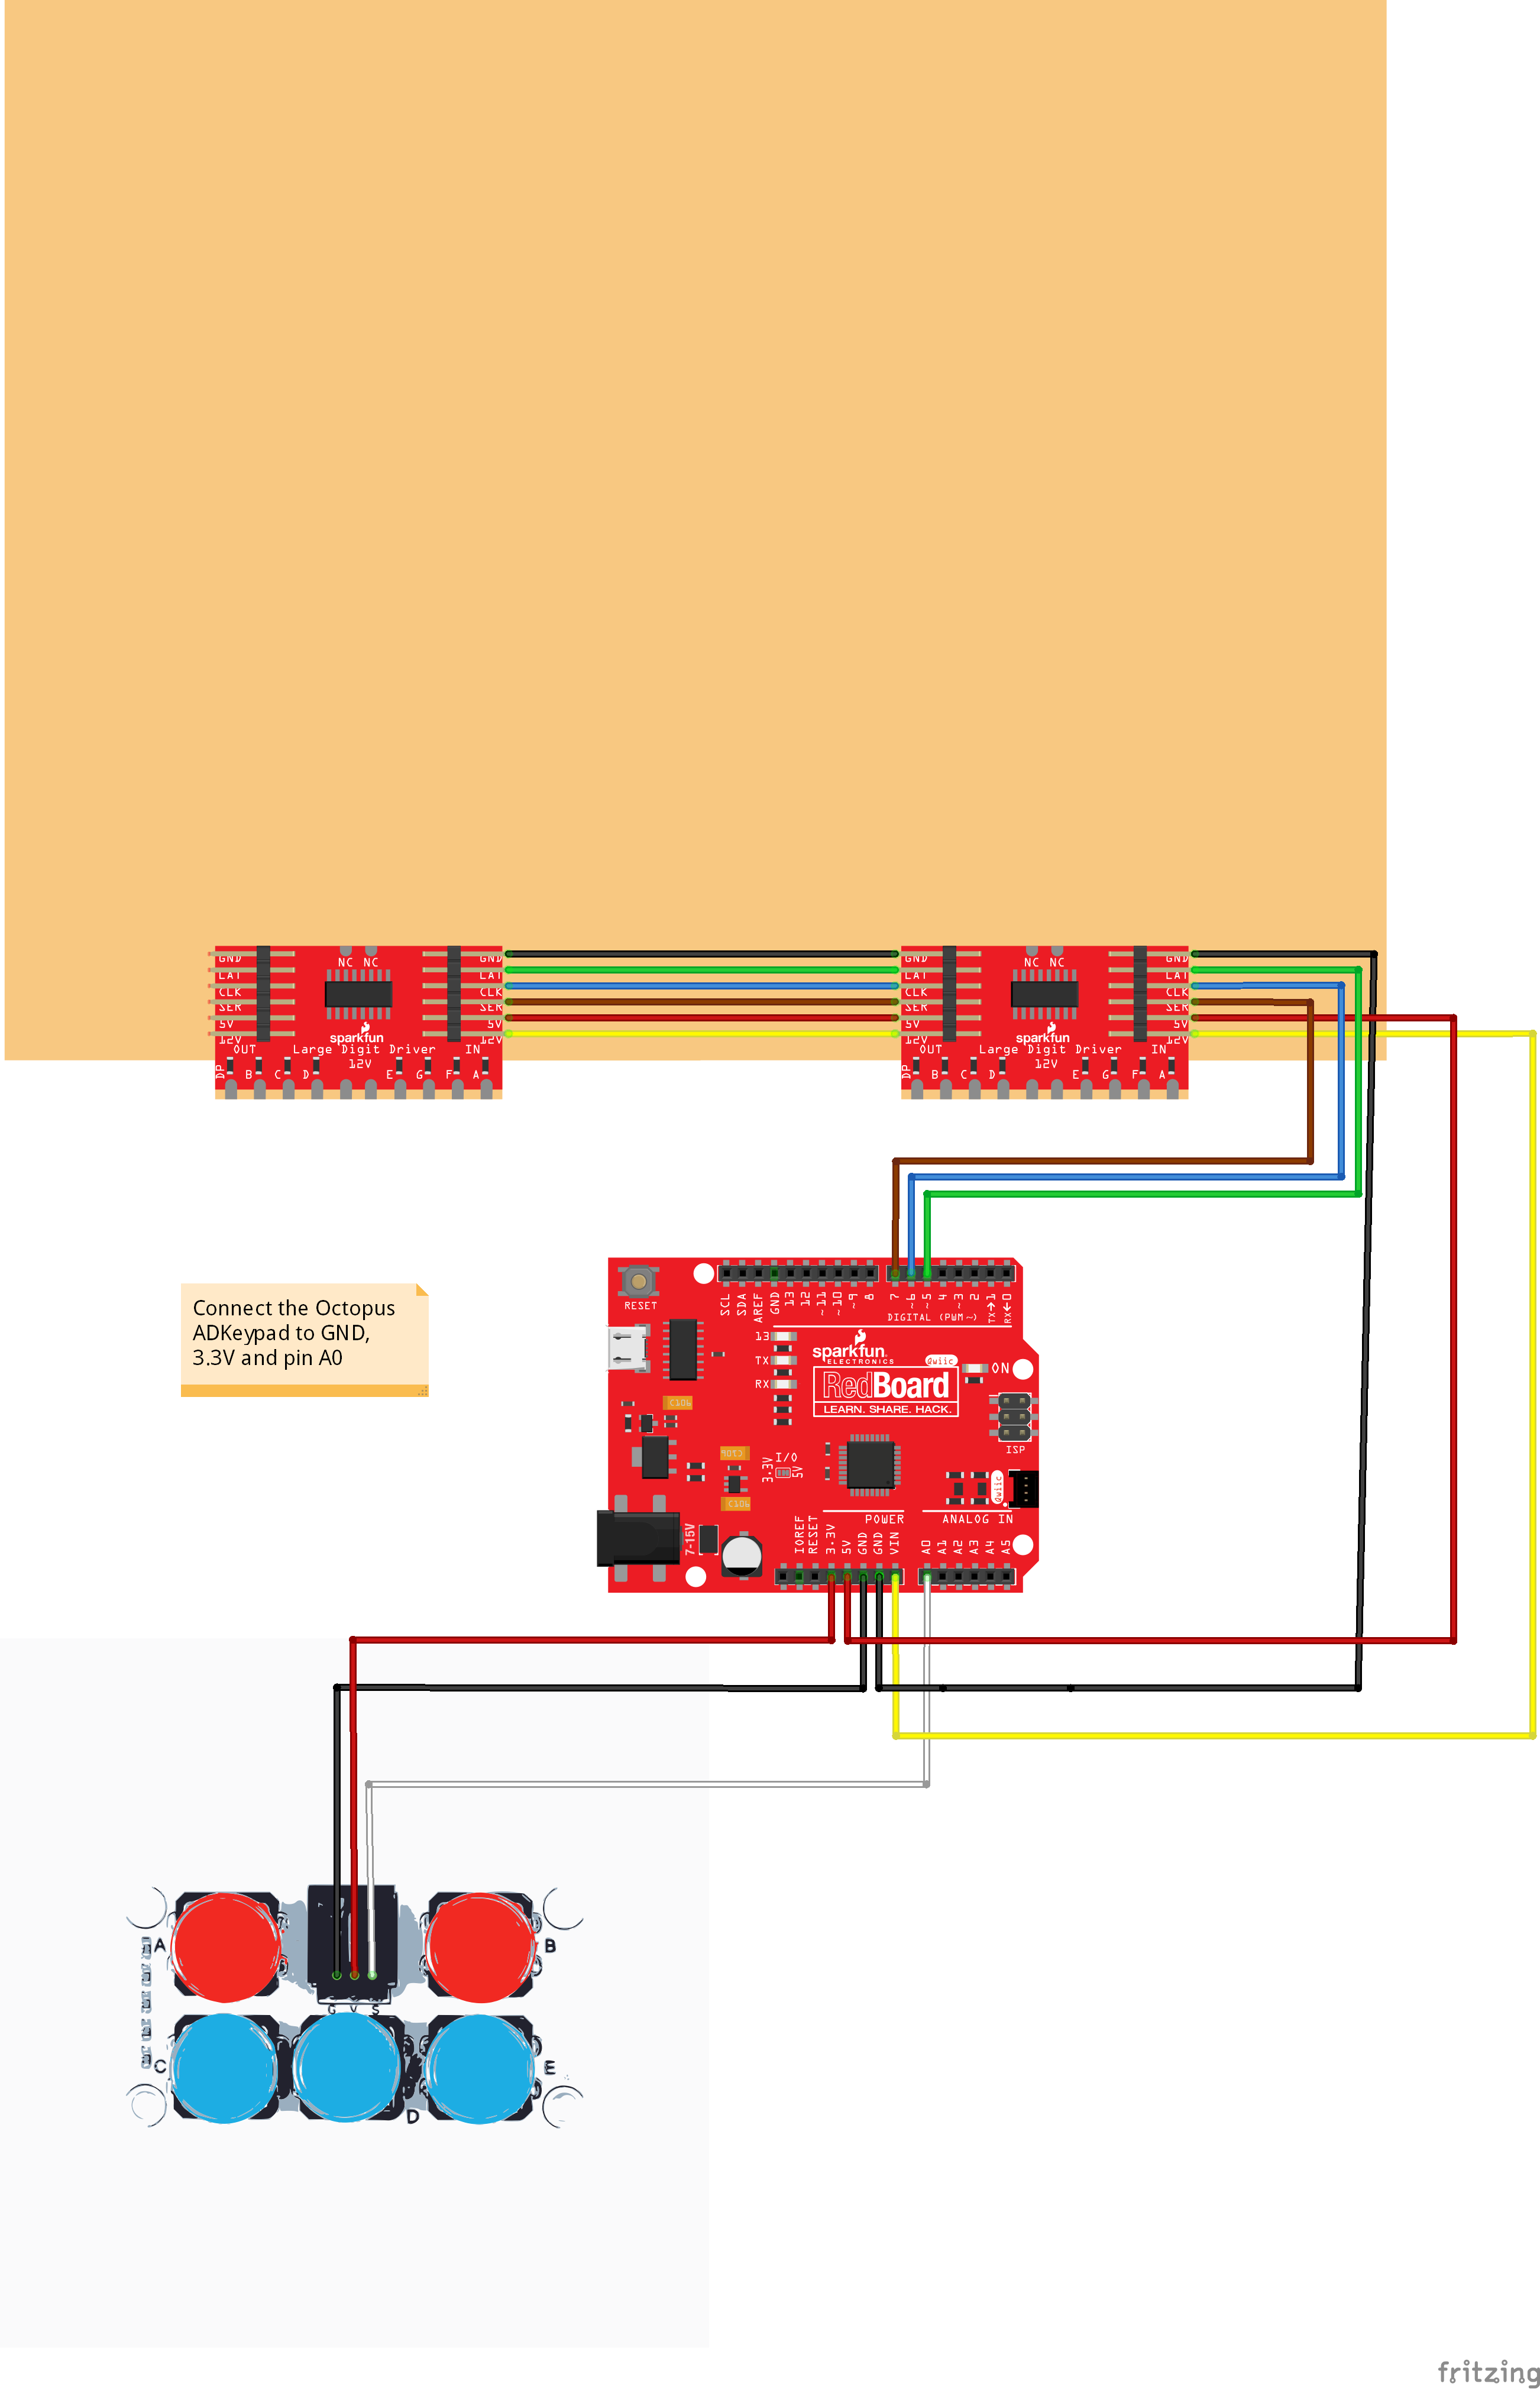 GND
LAT
CLK
SER
5V
12V
NC NC
GND
LAT
CLK
SER
5V
12V
sparkfun
OUT Large Digit Driver IN
12V
DP B C D E G F A
GND
LAT
CLK
SER
5V
12V
NC NC
GND
LAT
CLK
SER
5V
12V
sparkfun
OUT Large Digit Driver IN
12V
DP B C D E G F A
Connect the Octopus
ADKeypad to GND,
3.3V and pin A0
RESET
SCL SDA AREF GND 13 12 ~11 ~10 ~9 8 7 ~6 ~5 4 ~3 2 TX→1 RX←0
DIGITAL (PWM~)
13
TX
RX
sparkfun
ELECTRONICS
Qwiic
ON
RedBoard
LEARN. SHARE. HACK.
C106
ISP
C106
I/O
3.3V 5V
C106
Qwiic
POWER
ANALOG IN
7-15V
IOREF RESET 3.3V 5V GND GND VIN A0 A1 A2 A3 A4 A5
A
B
G V S
C
E
D
fritzing